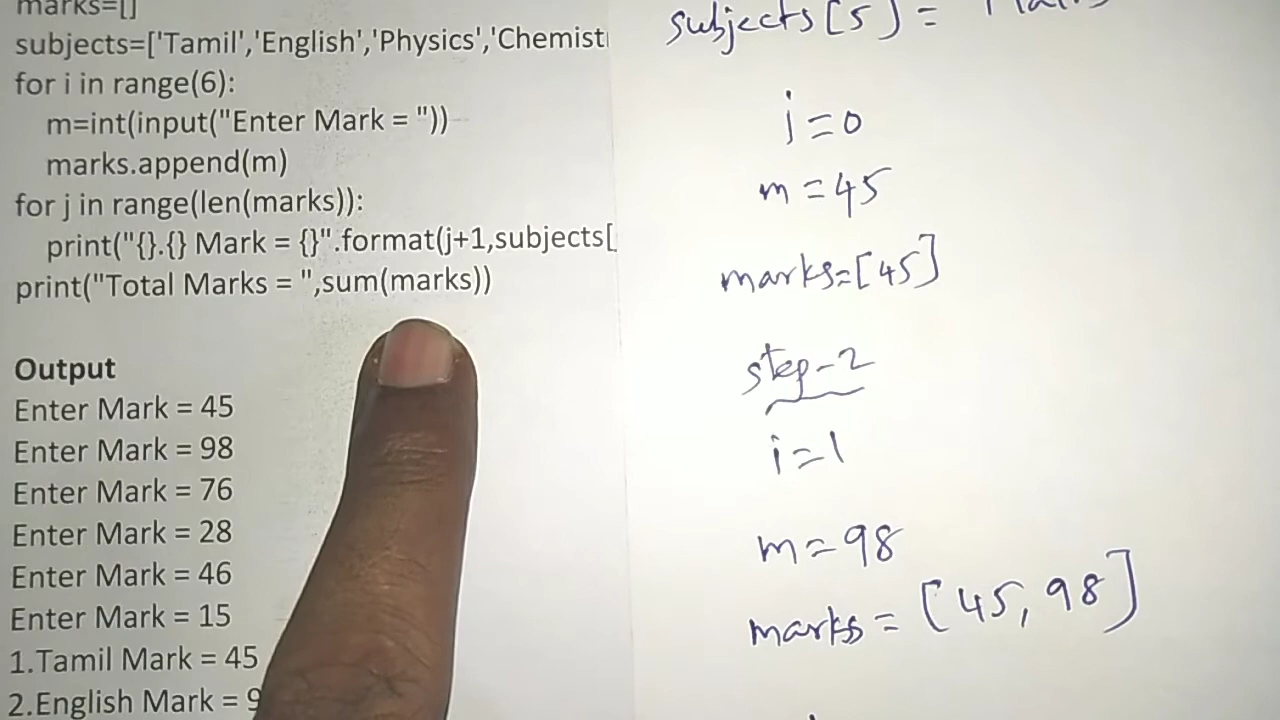 marks=[]
subjects=['Tamil','English','Physics','Chemist
for i in range(6):
m=int(input("Enter Mark = "))
marks.append(m)
for j in range(len(marks)):
print("{}.{} Mark = {}".format(j+1,subjects[
print("Total Marks = ",sum(marks))
Output
Enter Mark = 45
Enter Mark = 98
Enter Mark = 76
Enter Mark = 28
Enter Mark = 46
Enter Mark = 15
1.Tamil Mark = 45
2.English Mark = 9
subjects[5] =
i=0
m=45
marks=[45]
step-2
i=1
m=98
marks = [45, 98]